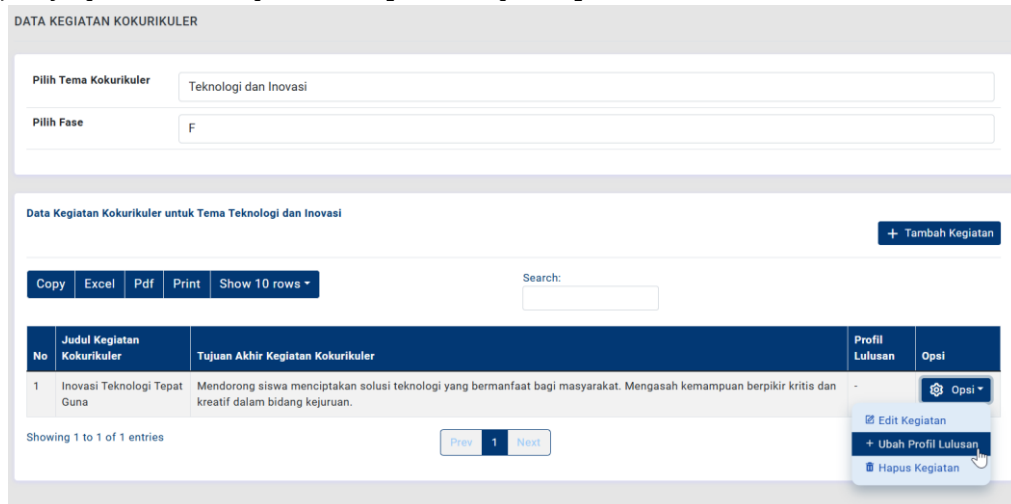 DATA KEGIATAN KOKURIKULER
Pilih Tema Kokurikuler
Teknologi dan Inovasi
Pilih Fase
F
Data Kegiatan Kokurikuler untuk Tema Teknologi dan Inovasi
+ Tambah Kegiatan
Copy Excel Pdf Print Show 10 rows
Search:
No Judul Kegiatan Kokurikuler Tujuan Akhir Kegiatan Kokurikuler Profil Lulusan Opsi
1 Inovasi Teknologi Tepat Guna Mendorong siswa menciptakan solusi teknologi yang bermanfaat bagi masyarakat. Mengasah kemampuan berpikir kritis dan
kreatif dalam bidang kejuruan.
- Opsi
Edit Kegiatan
+ Ubah Profil Lulusan
Hapus Kegiatan
Showing 1 to 1 of 1 entries
Prev 1 Next